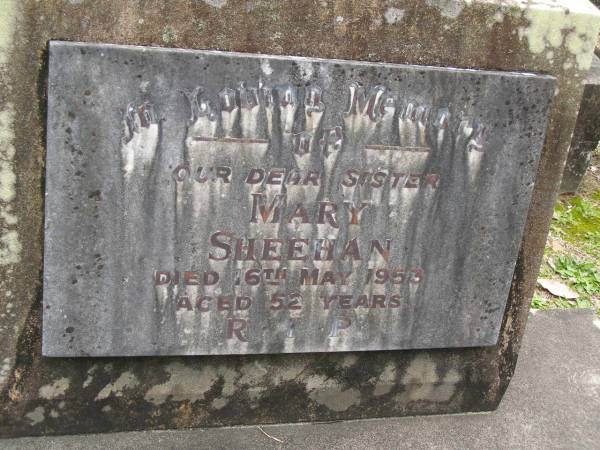 In Loving Memory
OF
OUR DEAR SISTER
MARY
SHEEHAN
DIED 16TH MAY 1953
AGED 52 YEARS
R I P